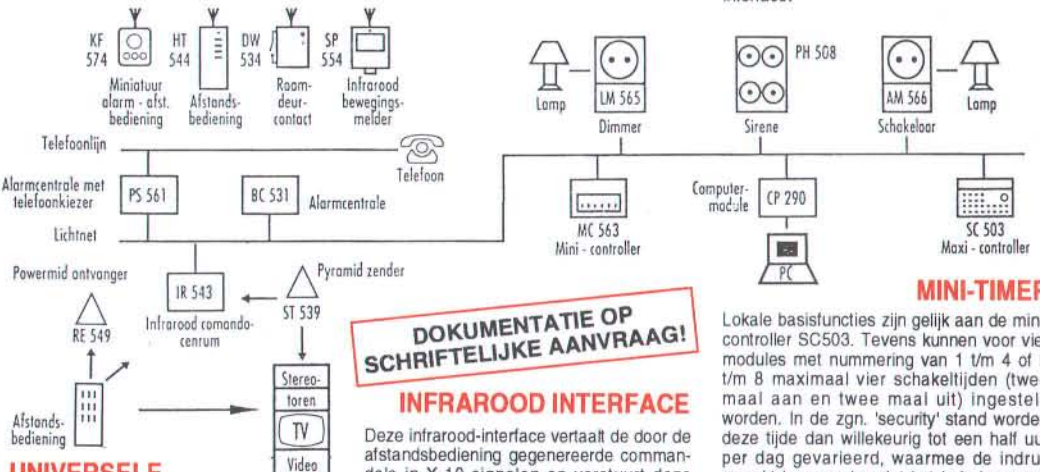 KF
574
HT
544
DW
534
SP
554
Miniatuur
alarm - afst.
bediening
Afstands-
bediening
Raam-
deur-
contact
Infrarood
bewegings-
melder
Lamp
LM 565
Dimmer
PH 508
Sirene
AM 566
Schakelaar
Lamp
Telefoonlijn
Telefoon
Alarmcentrale met
telefoonkiezer
PS 561
BC 531
Alarmcentrale
Lichtnet
MC 563
Mini - controller
Computer-
module
CP 290
PC
SC 503
Maxi - controller
Powermid ontvanger
RE 549
IR 543
Infrarood comando-
cenrum
Pyramid zender
ST 539
Afstands-
bediening
Stereo-
toren
TV
Video
DOKUMENTATIE OP
SCHRIFTELIJKE AANVRAAG!
INFRAROOD INTERFACE
Deze infrarood-interface vertaalt de door de
afstandsbediening gegenereerde comman-
MINI-TIMER
Lokale basisfuncties zijn gelijk aan de min
controller SC503. Tevens kunnen voor vie
modules met nummering van 1 t/m 4 of
t/m 8 maximaal vier schakeltijden (twee
maal aan en twee maal uit) ingestel
worden. In de zgn. 'security' stand worde
deze tijde dan willekeurig tot een half uu
per dag gevarieerd, waarmee de indru
UNIVERSELE